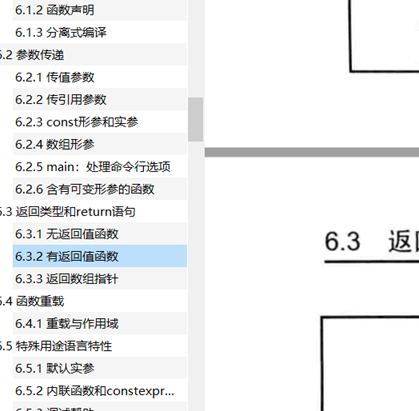 6.1.2 函数声明
6.1.3 分离式编译
6.2 参数传递
6.2.1 传值参数
6.2.2 传引用参数
6.2.3 const形参和实参
6.2.4 数组形参
6.2.5 main：处理命令行选项
6.2.6 含有可变形参的函数
6.3 返回类型和return语句
6.3.1 无返回值函数
6.3.2 有返回值函数
6.3.3 返回数组指针
6.4 函数重载
6.4.1 重载与作用域
6.5 特殊用途语言特性
6.5.1 默认实参
6.5.2 内联函数和constexpr...
6.5.3 调试帮助
6.3 返回